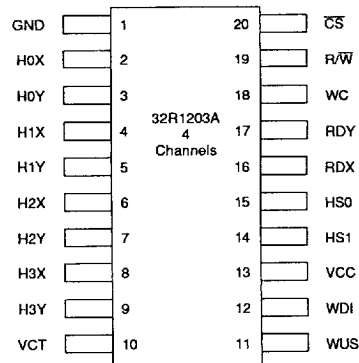 GND 1 20 C̅S̅
H0X 2 19 R/W̅
H0Y 3 18 WC
32R1203A
H1X 4 4 17 RDY
Channels
H1Y 5 16 RDX
H2X 6 15 HS0
H2Y 7 14 HS1
H3X 8 13 VCC
H3Y 9 12 WDI
VCT 10 11 WUS